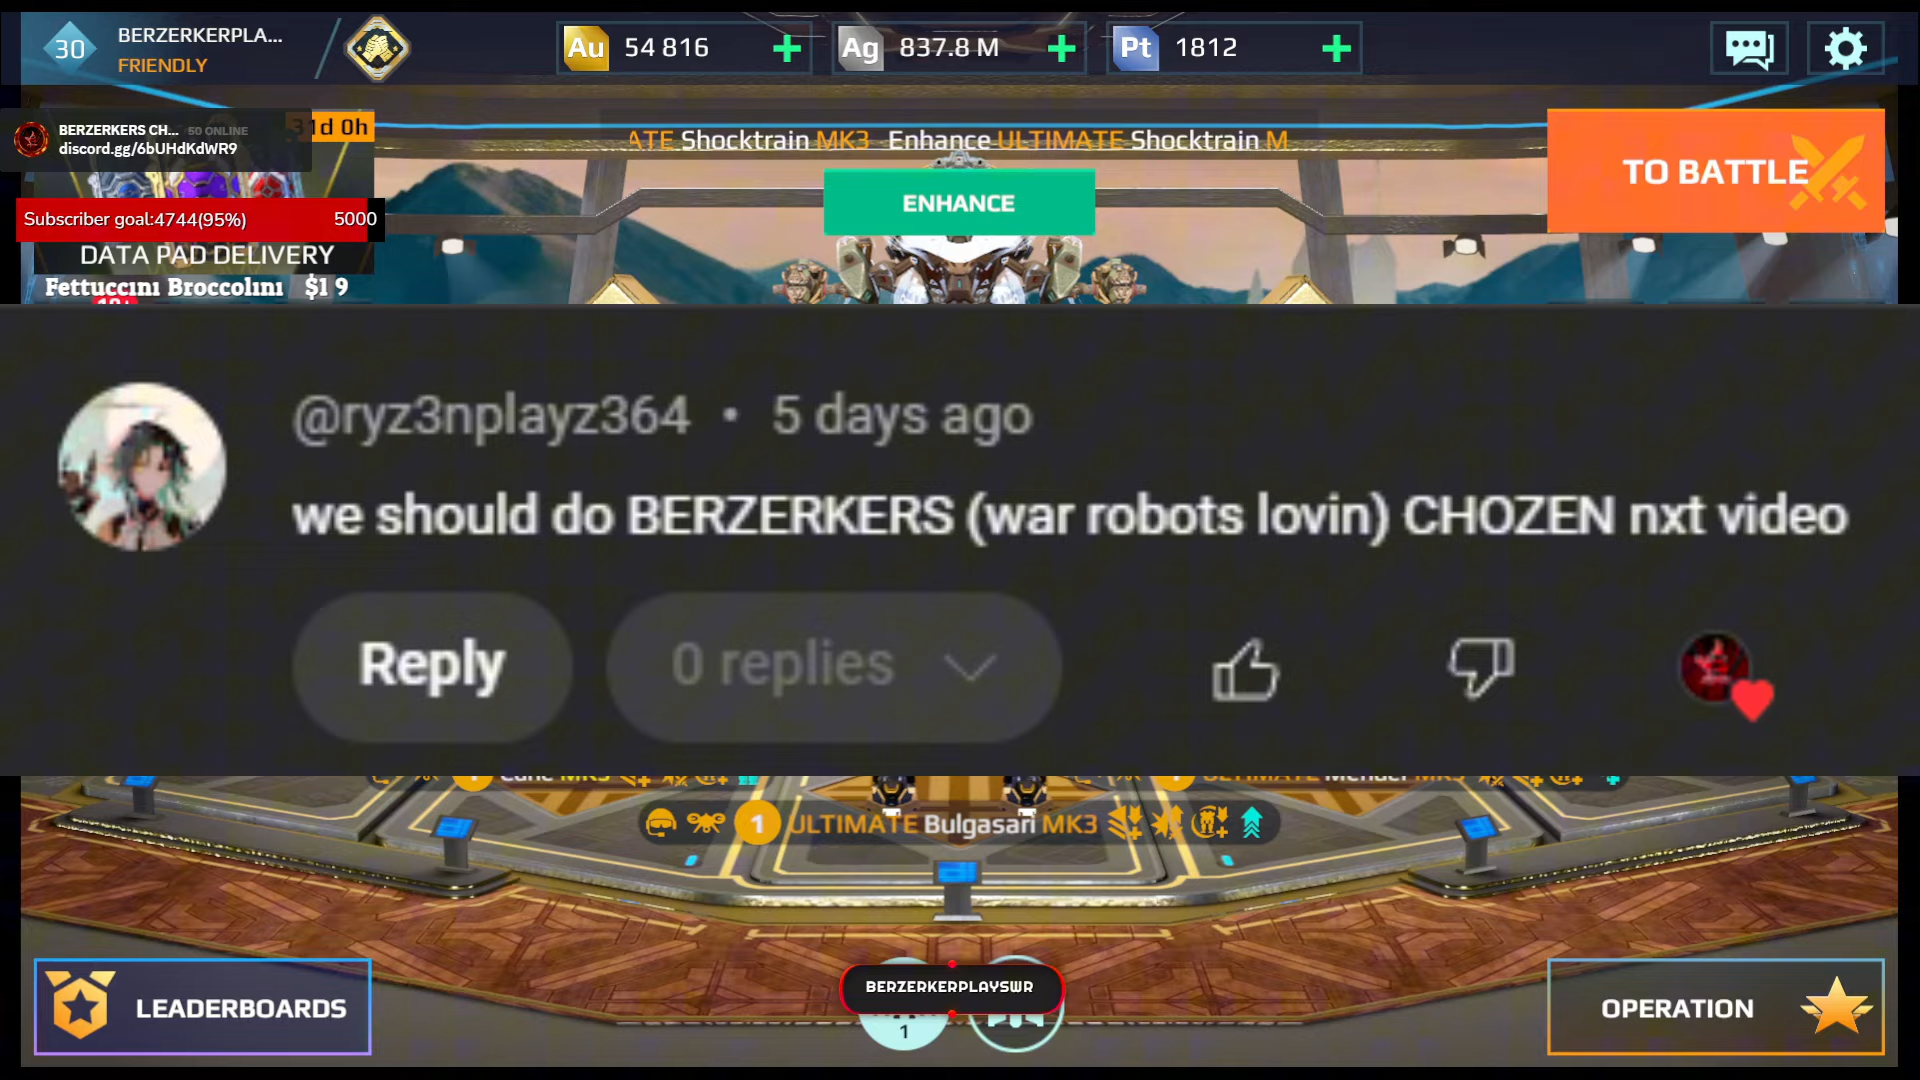 30
BERZERKERPLA...
FRIENDLY
Au 54 816
Ag 837.8 M
Pt 1812
BERZERKERS CH... 50 ONLINE
discord.gg/6bUHdKdWR9
31d 0h
ATE Shocktrain MK3 Enhance ULTIMATE Shocktrain M
ENHANCE
TO BATTLE
Subscriber goal:4744(95%) 5000
DATA PAD DELIVERY
Fettuccini Broccolini $19
@ryz3nplayz364 • 5 days ago
we should do BERZERKERS (war robots lovin) CHOZEN nxt video
Reply
0 replies
1 ULTIMATE Bulgasari MK3
LEADERBOARDS
BERZERKERPLAYSWR
1
OPERATION